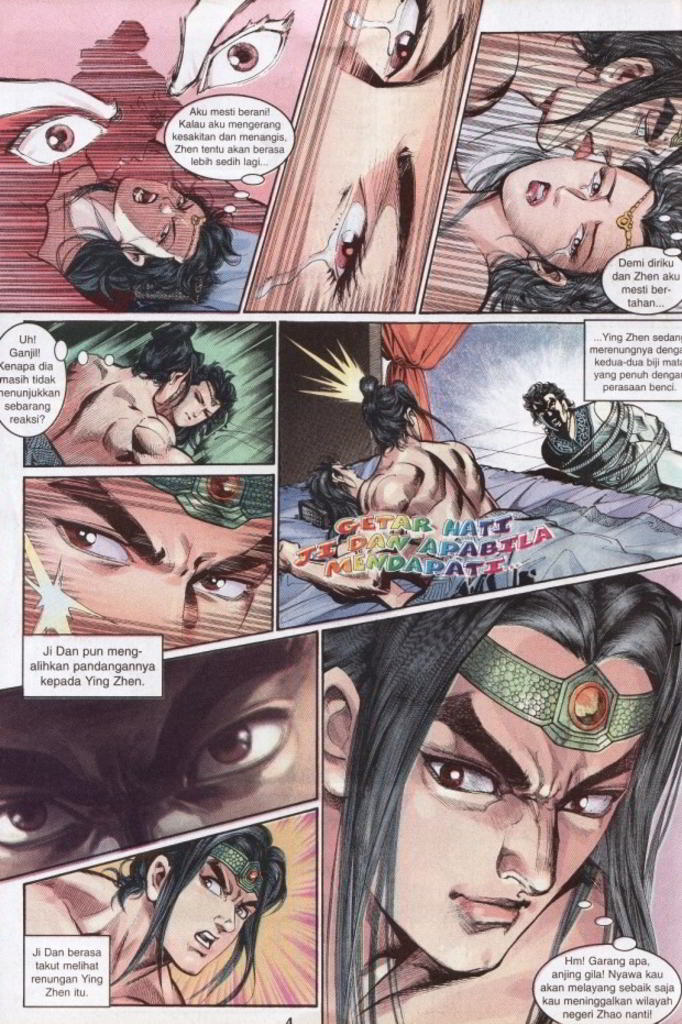 Aku mesti berani!
Kalau aku mengerang
kesakitan dan menangis,
Zhen tentu akan berasa
lebih sedih lagi...
Demi diriku
dan Zhen aku
mesti ber-
tahan...
Uh!
Ganjil!
Kenapa dia
masih tidak
menunjukkan
sebarang
reaksi?
...Ying Zhen sedang
merenungnya dengan
kedua-dua biji mata
yang penuh dengan
perasaan benci.
GETAR HATI
JI DAN APABILA
MENDAPATI...
Ji Dan pun meng-
alihkan pandangannya
kepada Ying Zhen.
Ji Dan berasa
takut melihat
renungan Ying
Zhen itu.
Hm! Garang apa,
anjing gila! Nyawa kau
akan melayang sebaik saja
kau meninggalkan wilayah
negeri Zhao nanti!
4